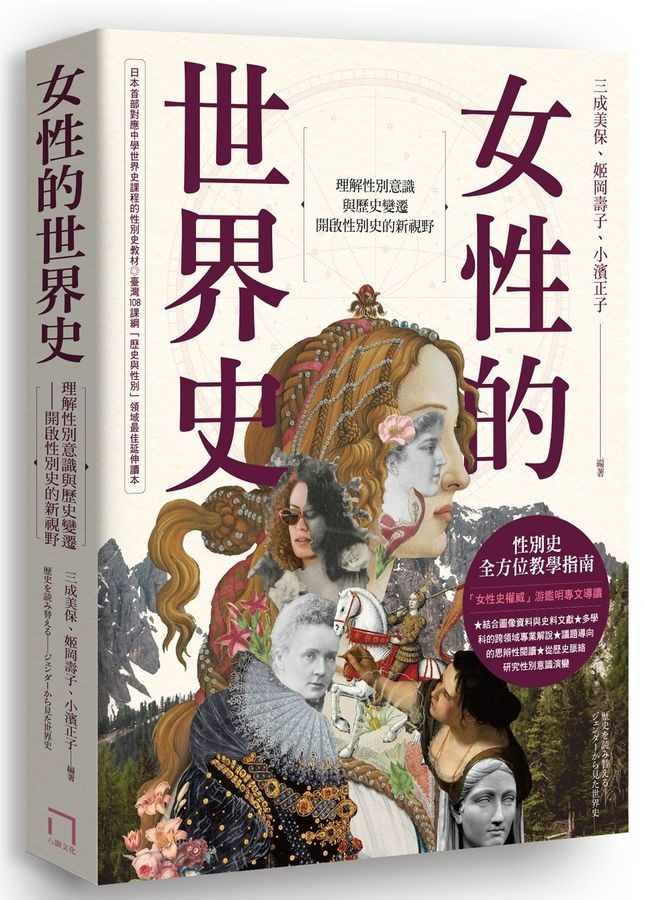 女性的
世界史
三成美保、姬岡壽子、小濱正子
編著
理解性別意識
與歷史變遷
開啟性別史的新視野
日本首部對應中學世界史課程的性別史教材◎臺灣108課綱「歷史與性別」領域最佳延伸讀本
性別史
全方位教學指南
「女性史權威」游鑑明專文導讀
★結合圖像資料與史料文獻★多學
科的跨領域專業解說★議題導向
的思辨性閱讀★從歷史脈絡
研究性別意識演變
歴史を読み替える
ジェンダーから見た世界史
女性的世界史
理解性別意識與歷史變遷
——開啟性別史的新視野
三成美保、姬岡壽子、小濱正子
編著
歴史を読み替える——ジェンダーから見た世界史
八旗文化